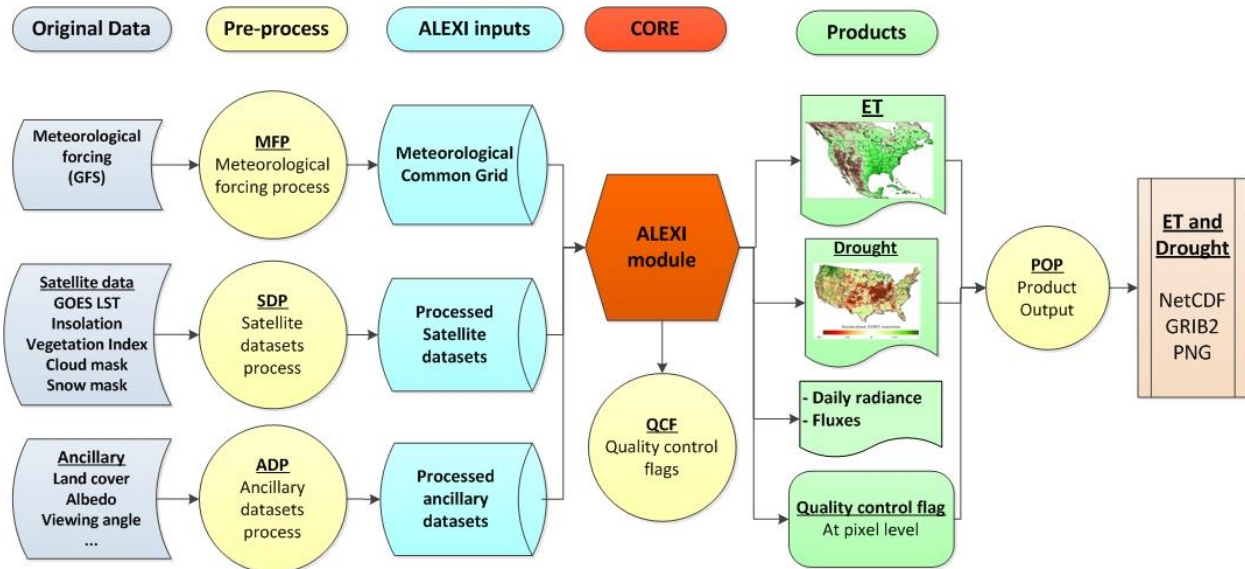 Original Data
Pre-process
ALEXI inputs
CORE
Products
Meteorological
forcing
(GFS)
MFP
Meteorological
forcing process
Meteorological
Common Grid
Satellite data
GOES LST
Insolation
Vegetation Index
Cloud mask
Snow mask
SDP
Satellite
datasets
process
Processed
Satellite
datasets
Ancillary
Land cover
Albedo
Viewing angle
...
ADP
Ancillary
datasets
process
Processed
ancillary
datasets
ALEXI
module
QCF
Quality control
flags
ET
Drought
- Daily radiance
- Fluxes
Quality control flag
At pixel level
POP
Product
Output
ET and
Drought
NetCDF
GRIB2
PNG